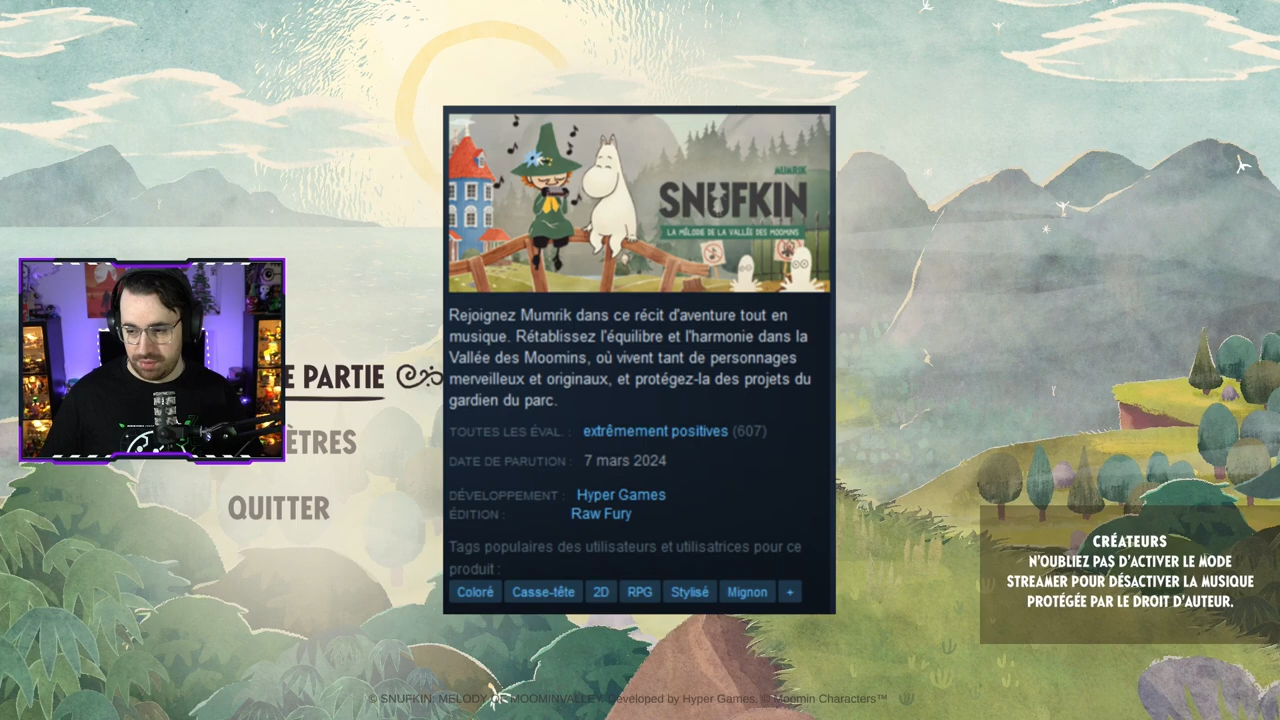 MUMRIK
SNUFKIN
LA MÉLODIE DE LA VALLÉE DES MOOMINS
Rejoignez Mumrik dans ce récit d'aventure tout en
musique. Rétablissez l'équilibre et l'harmonie dans la
Vallée des Moomins, où vivent tant de personnages
merveilleux et originaux, et protégez-la des projets du
gardien du parc.
TOUTES LES ÉVAL. : extrêmement positives (607)
DATE DE PARUTION : 7 mars 2024
DÉVELOPPEMENT : Hyper Games
ÉDITION : Raw Fury
Tags populaires des utilisateurs et utilisatrices pour ce
produit :
Coloré Casse-tête 2D RPG Stylisé Mignon +
E PARTIE
ÈTRES
QUITTER
CRÉATEURS
N'OUBLIEZ PAS D'ACTIVER LE MODE
STREAMER POUR DÉSACTIVER LA MUSIQUE
PROTÉGÉE PAR LE DROIT D'AUTEUR.
© SNUFKIN: MELODY OF MOOMINVALLEY. Developed by Hyper Games. © Moomin Characters™